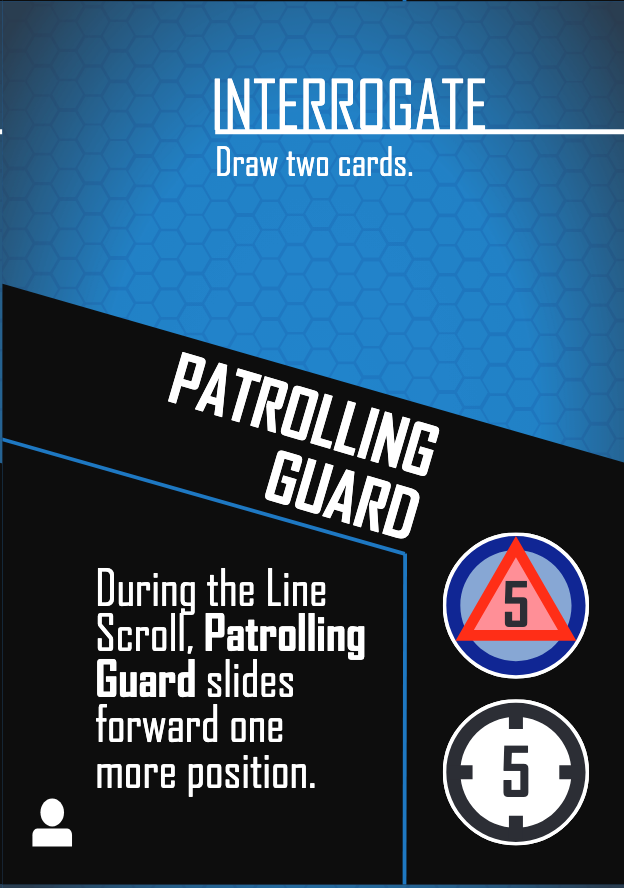 INTERROGATE
Draw two cards.
PATROLLING
GUARD
During the Line
Scroll, Patrolling
Guard slides
forward one
more position.
5
5